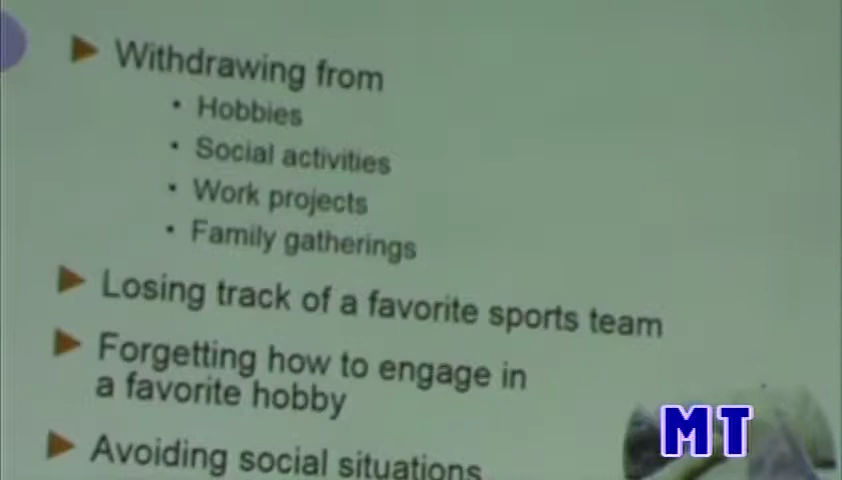 Withdrawing from
• Hobbies
• Social activities
• Work projects
• Family gatherings
Losing track of a favorite sports team
Forgetting how to engage in
a favorite hobby
Avoiding social situations
MT